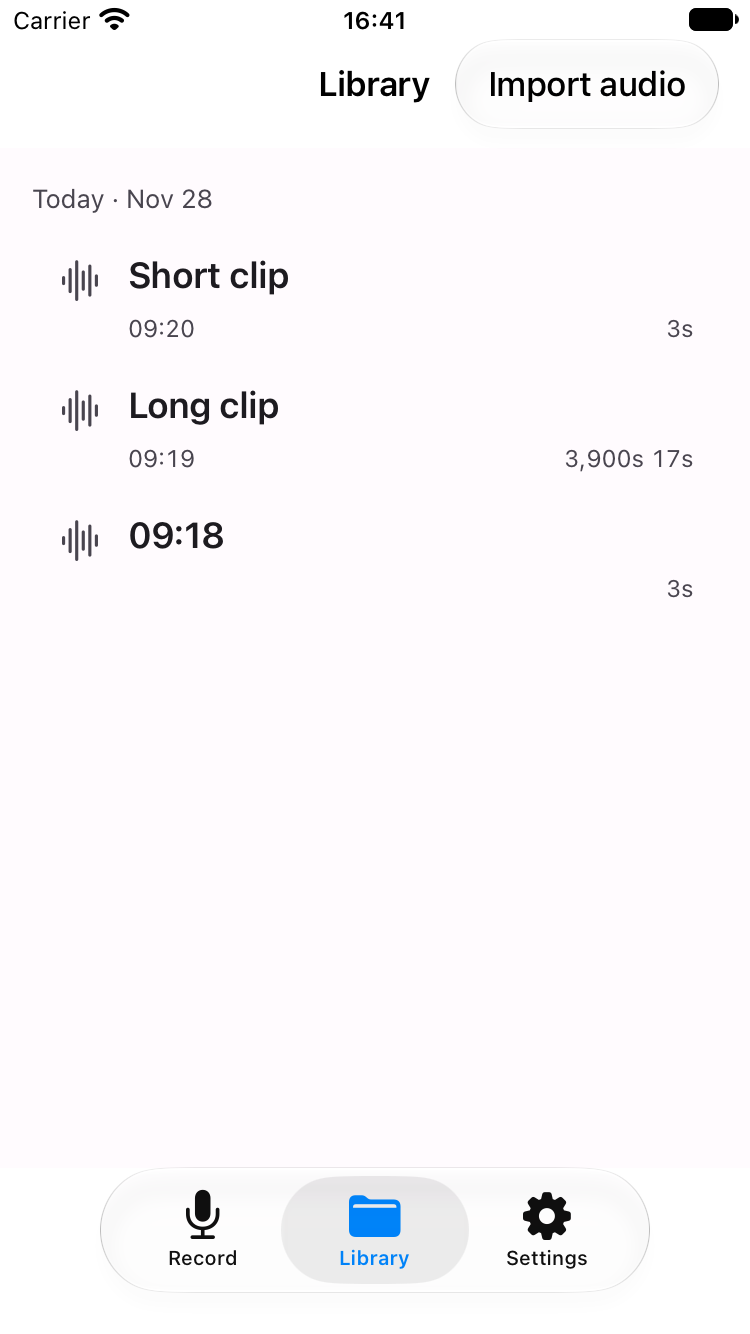 Carrier 16:41
Library Import audio
Today · Nov 28
Short clip
09:20 3s
Long clip
09:19 3,900s 17s
09:18
3s
Record Library Settings